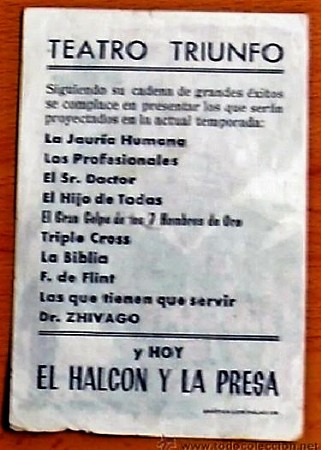 TEATRO TRIUNFO
Siguiendo su cadena de grandes éxitos
se complace en presentar los que serán
proyectados en la actual temporada:
La Jauría Humana
Los Profesionales
El Sr. Doctor
El Hijo de Todas
El Gran Golpe de los 7 Hombres de Oro
Triple Cross
La Biblia
F. de Flint
Las que tienen que servir
Dr. ZHIVAGO
y HOY
EL HALCON Y LA PRESA
www.todocoleccion.net